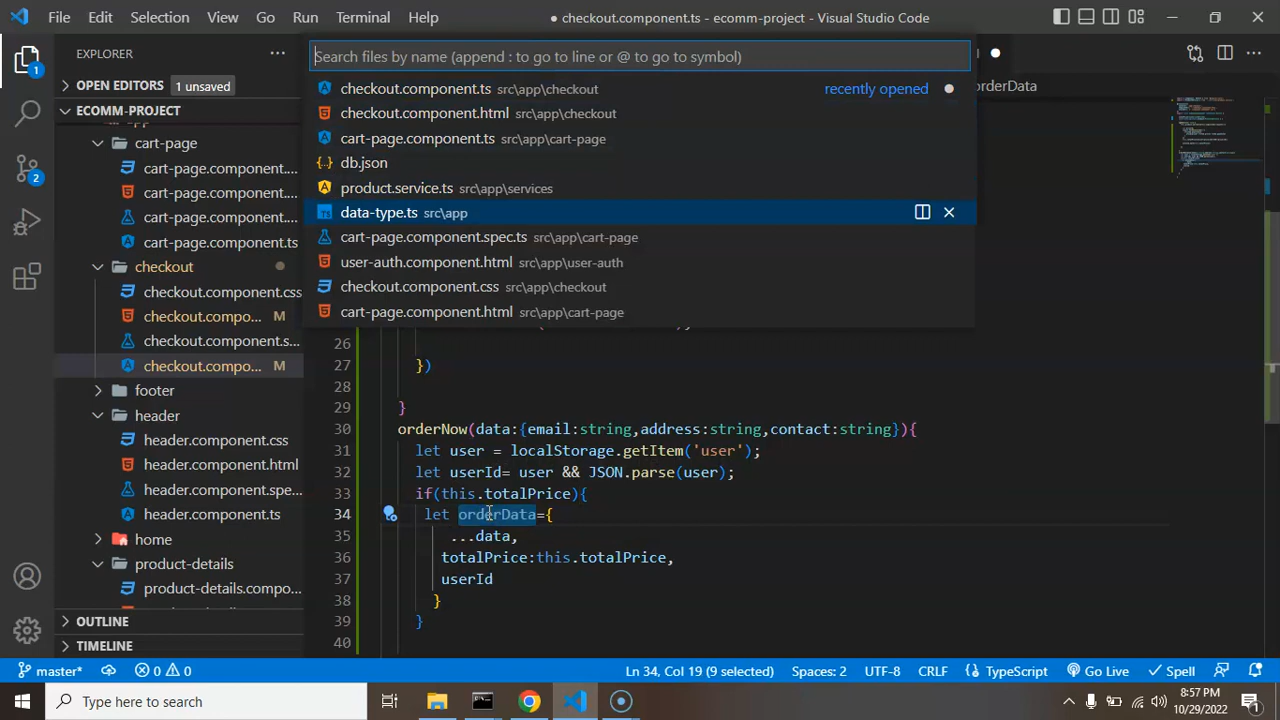 File Edit Selection View Go Run Terminal Help
● checkout.component.ts - ecomm-project - Visual Studio Code
EXPLORER
OPEN EDITORS 1 unsaved
ECOMM-PROJECT
cart-page
cart-page.component....
cart-page.component....
cart-page.component....
cart-page.component.ts
checkout
checkout.component.css
checkout.compo... M
checkout.component.s...
checkout.compo... M
footer
header
header.component.css
header.component.html
header.component.spe...
header.component.ts
home
product-details
product-details.compo...
OUTLINE
TIMELINE
2
Search files by name (append : to go to line or @ to go to symbol)
checkout.component.ts src\app\checkout recently opened
checkout.component.html src\app\checkout
cart-page.component.ts src\app\cart-page
db.json
product.service.ts src\app\services
data-type.ts src\app
cart-page.component.spec.ts src\app\cart-page
user-auth.component.html src\app\user-auth
checkout.component.css src\app\checkout
cart-page.component.html src\app\cart-page
orderData
26
27 })
28
29 }
30 orderNow(data:{email:string,address:string,contact:string}){
31 let user = localStorage.getItem('user');
32 let userId= user && JSON.parse(user);
33 if(this.totalPrice){
34 let orderData={
35 ...data,
36 totalPrice:this.totalPrice,
37 userId
38 }
39 }
40
master* 0 0 Ln 34, Col 19 (9 selected) Spaces: 2 UTF-8 CRLF TypeScript Go Live Spell
Type here to search
8:57 PM
10/29/2022
1